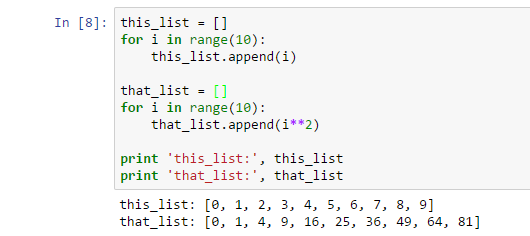 In [8]: this_list = []
for i in range(10):
    this_list.append(i)

that_list = []
for i in range(10):
    that_list.append(i**2)

print 'this_list:', this_list
print 'that_list:', that_list
this_list: [0, 1, 2, 3, 4, 5, 6, 7, 8, 9]
that_list: [0, 1, 4, 9, 16, 25, 36, 49, 64, 81]